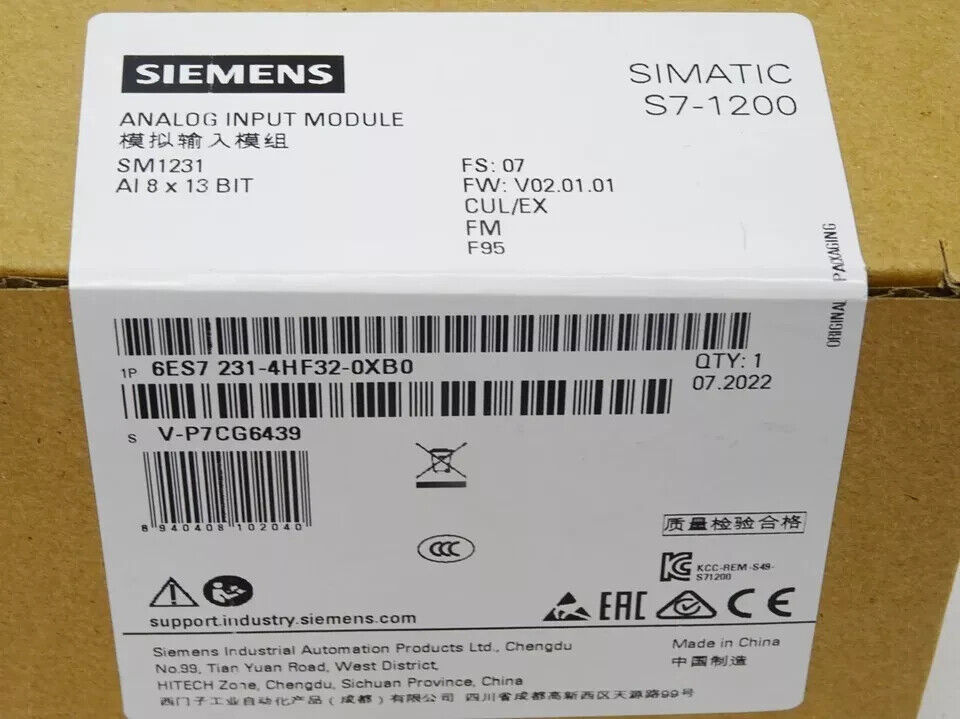 SIEMENS
SIMATIC
S7-1200
ANALOG INPUT MODULE
模拟输入模组
SM1231
AI 8 x 13 BIT
FS: 07
FW: V02.01.01
CUL/EX
FM
F95
ORIGINAL PACKAGING
1P 6ES7 231-4HF32-0XB0
QTY: 1
07.2022
S V-P7CG6439
8 940408 102040
质量检验合格
CCC
KCC-REM-S49-
S71200
EAC
CE
support.industry.siemens.com
Siemens Industrial Automation Products Ltd., Chengdu
No.99, Tian Yuan Road, West District,
HITECH Zone, Chengdu, Sichuan Province, China
西门子工业自动化产品（成都）有限公司 四川省成都高新西区天源路99号
Made in China
中国制造